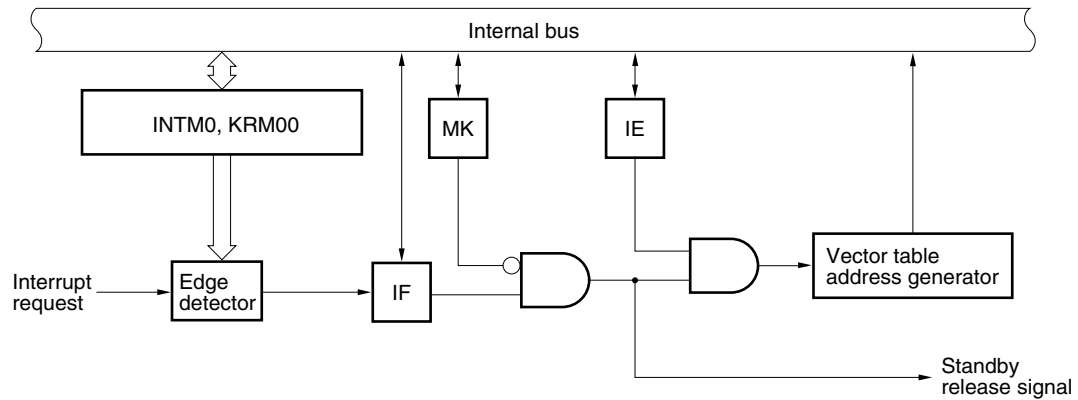 Internal bus
INTM0, KRM00
MK
IE
Interrupt
request
Edge
detector
IF
Vector table
address generator
Standby
release signal